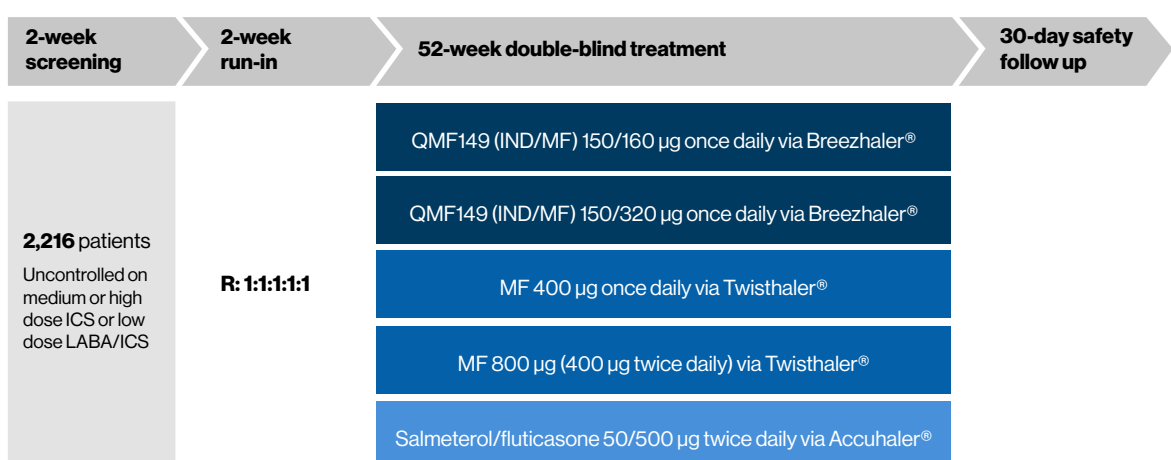 2-week
screening
2-week
run-in
52-week double-blind treatment
30-day safety
follow up
2,216 patients
Uncontrolled on
medium or high
dose ICS or low
dose LABA/ICS
R: 1:1:1:1:1
QMF149 (IND/MF) 150/160 µg once daily via Breezhaler®
QMF149 (IND/MF) 150/320 µg once daily via Breezhaler®
MF 400 µg once daily via Twisthaler®
MF 800 µg (400 µg twice daily) via Twisthaler®
Salmeterol/fluticasone 50/500 µg twice daily via Accuhaler®